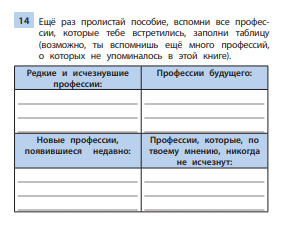 14 Ещё раз пролистай пособие, вспомни все профес-
сии, которые тебе встретились, заполни таблицу
(возможно, ты вспомнишь ещё много профессий,
о которых не упоминалось в этой книге).
Редкие и исчезнувшие
профессии:
Профессии будущего:
Новые профессии,
появившиеся недавно:
Профессии, которые, по
твоему мнению, никогда
не исчезнут: